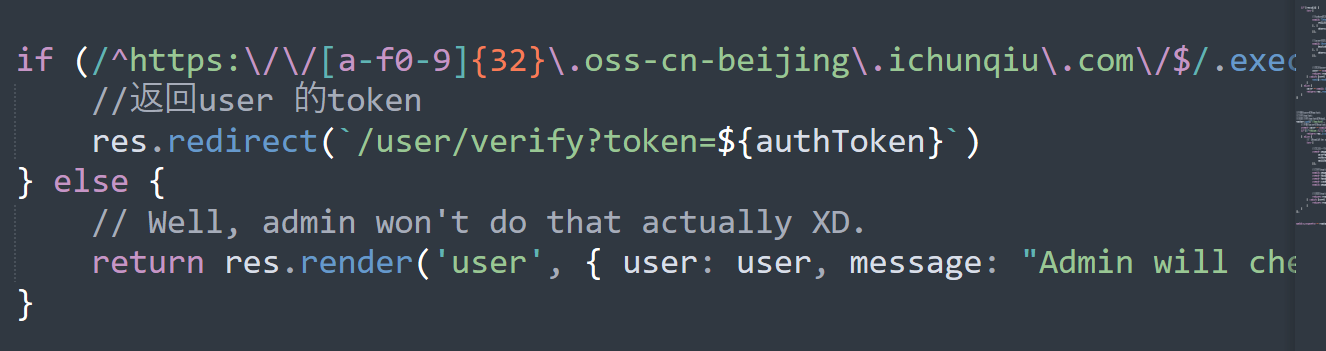 if (/^https:\/\/[a-f0-9]{32}\.oss-cn-beijing\.ichunqiu\.com\/$/.exec
//返回user 的token
res.redirect(`/user/verify?token=${authToken}`)
} else {
// Well, admin won't do that actually XD.
return res.render('user', { user: user, message: "Admin will che
}